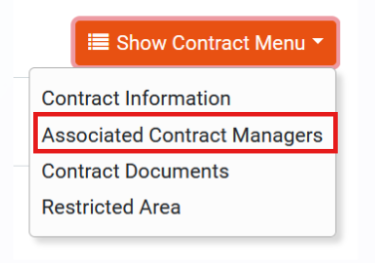 Show Contract Menu
Contract Information
Associated Contract Managers
Contract Documents
Restricted Area